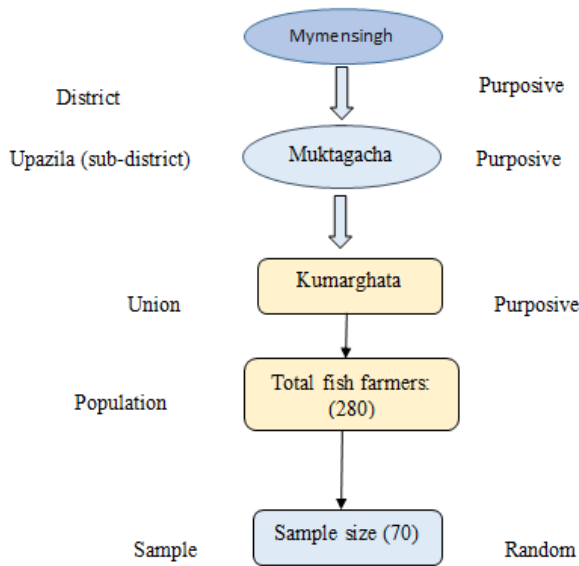 Mymensingh
District
Purposive
Upazila (sub-district)
Muktagacha
Purposive
Kumarghata
Union
Purposive
Total fish farmers:
(280)
Population
Sample size (70)
Sample
Random